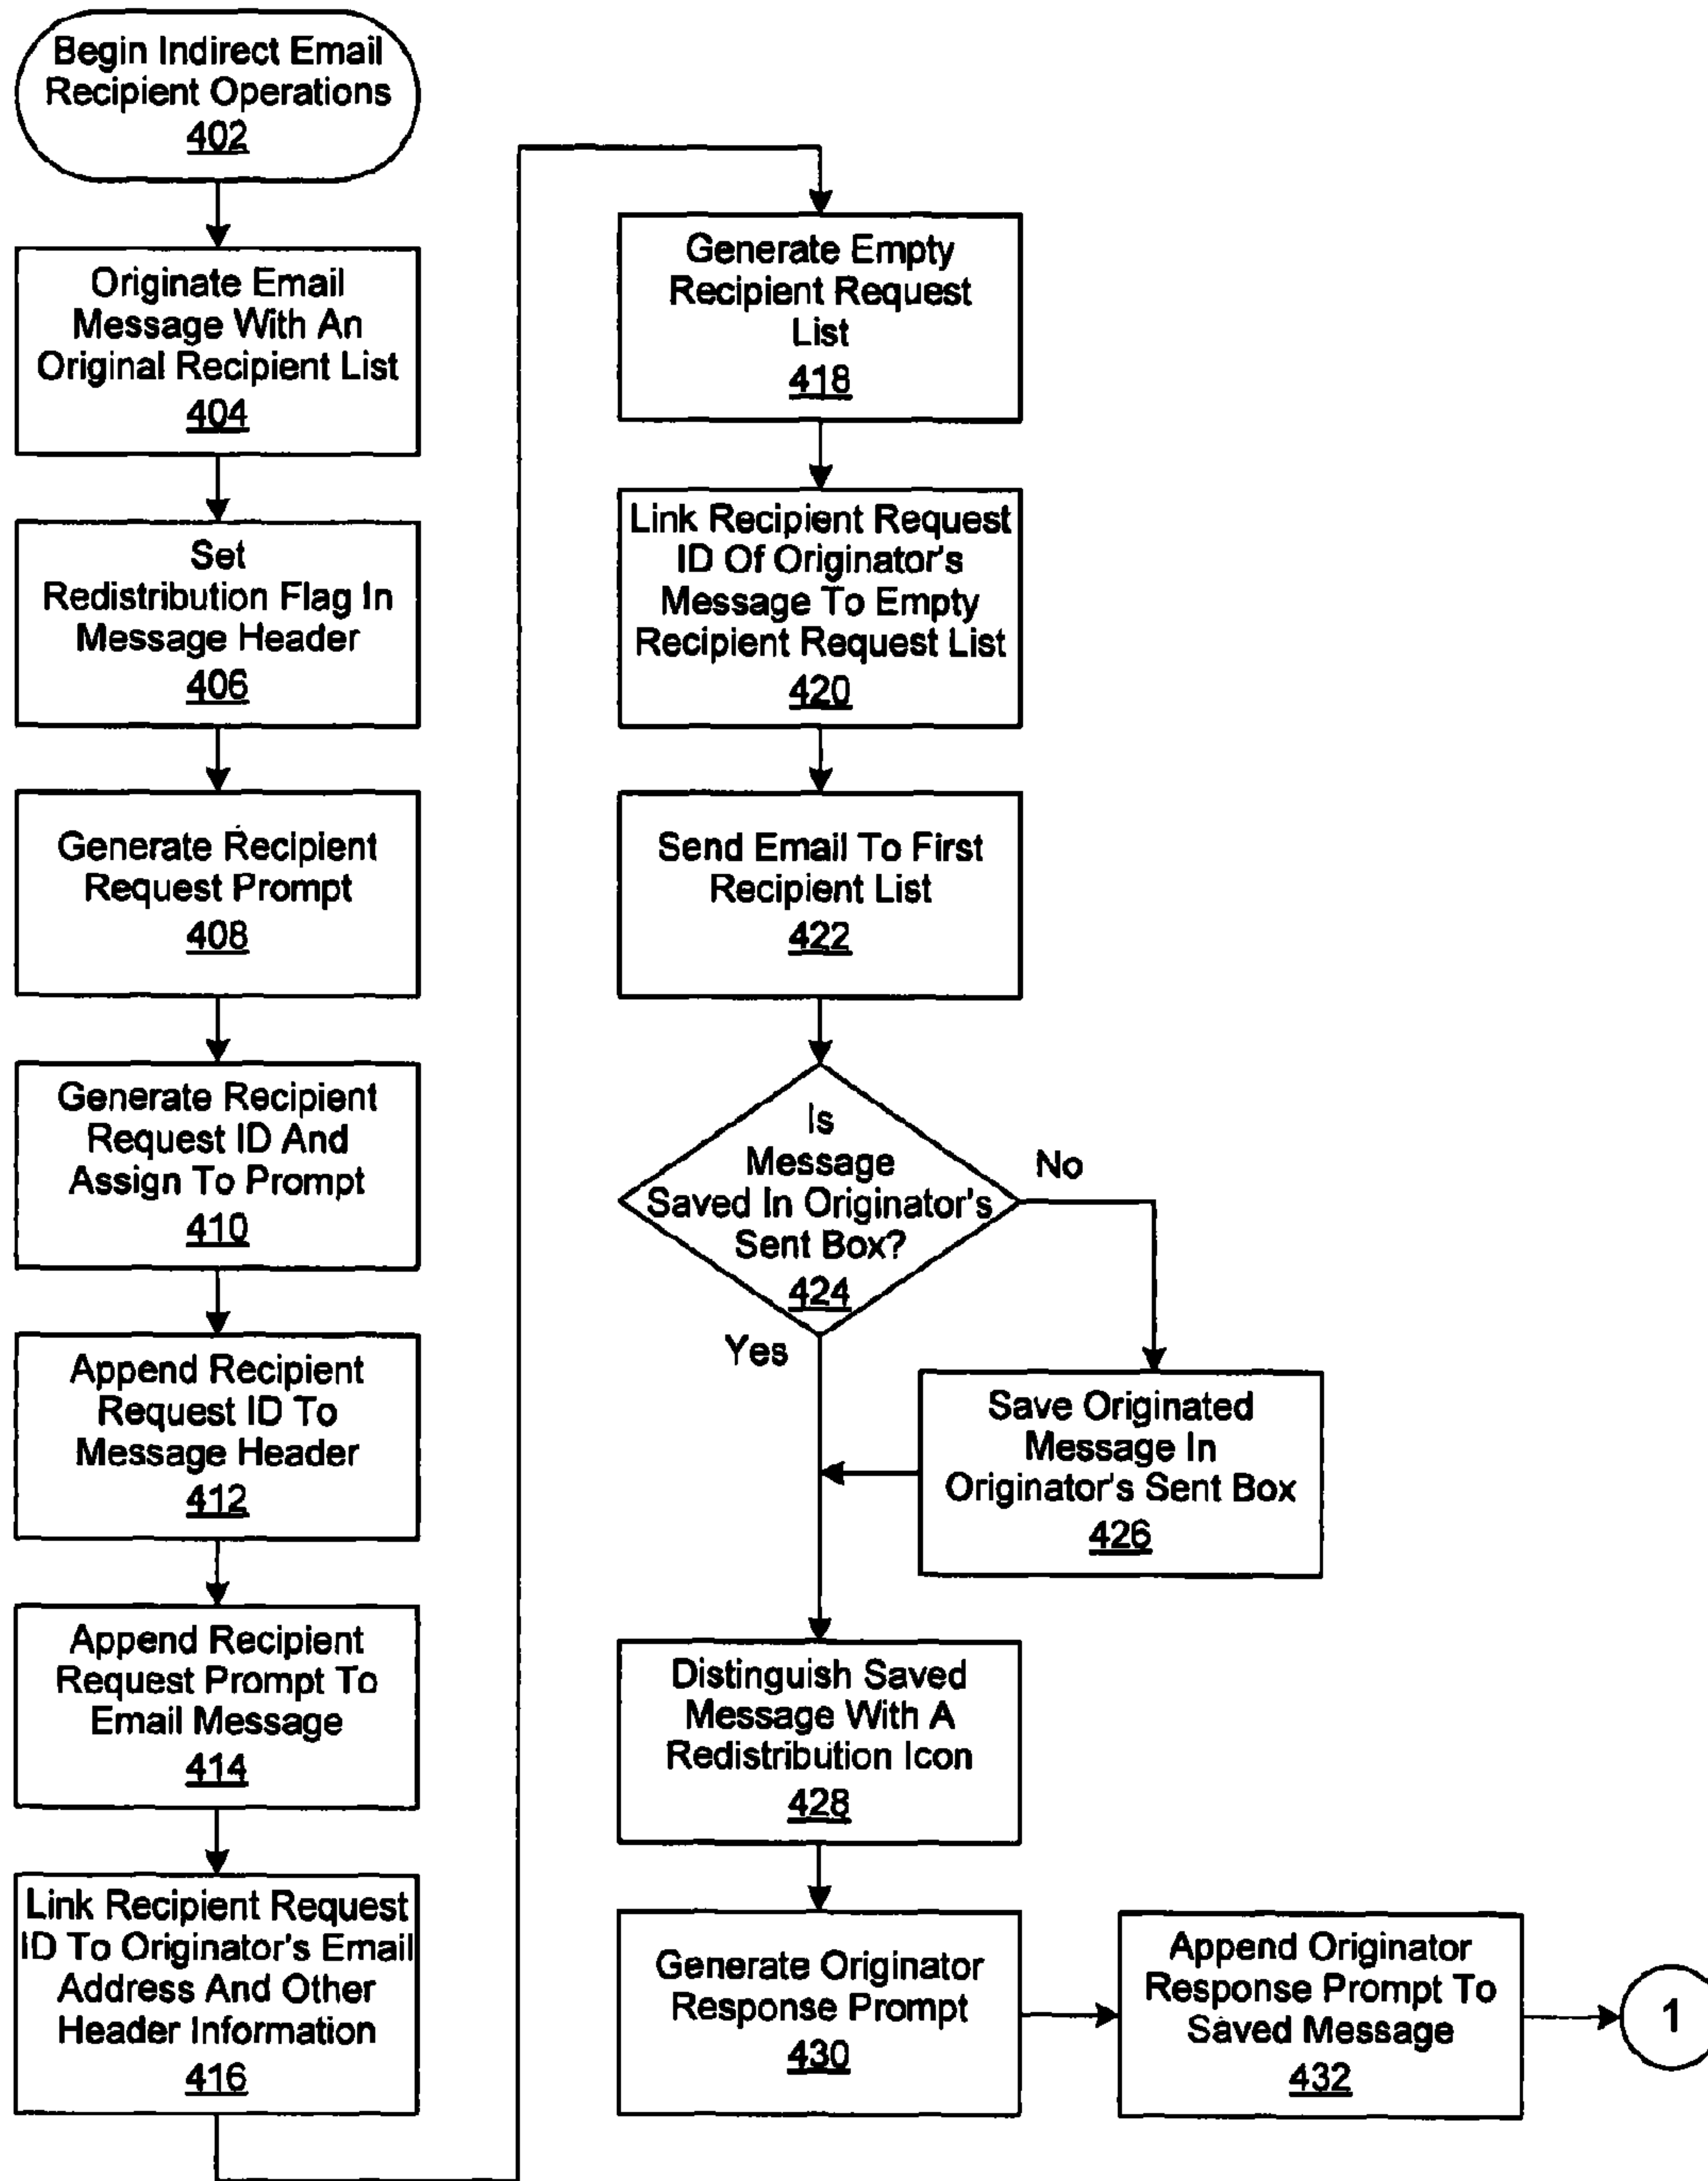 Begin Indirect Email
Recipient Operations
402
Originate Email
Message With An
Original Recipient List
404
Set
Redistribution Flag In
Message Header
406
Generate Recipient
Request Prompt
408
Generate Recipient
Request ID And
Assign To Prompt
410
Append Recipient
Request ID To
Message Header
412
Append Recipient
Request Prompt To
Email Message
414
Link Recipient Request
ID To Originator's Email
Address And Other
Header Information
416
Generate Empty
Recipient Request
List
418
Link Recipient Request
ID Of Originator's
Message To Empty
Recipient Request List
420
Send Email To First
Recipient List
422
Is
Message
Saved In Originator's
Sent Box?
424
No
Yes
Save Originated
Message In
Originator's Sent Box
426
Distinguish Saved
Message With A
Redistribution Icon
428
Generate Originator
Response Prompt
430
Append Originator
Response Prompt To
Saved Message
432
1